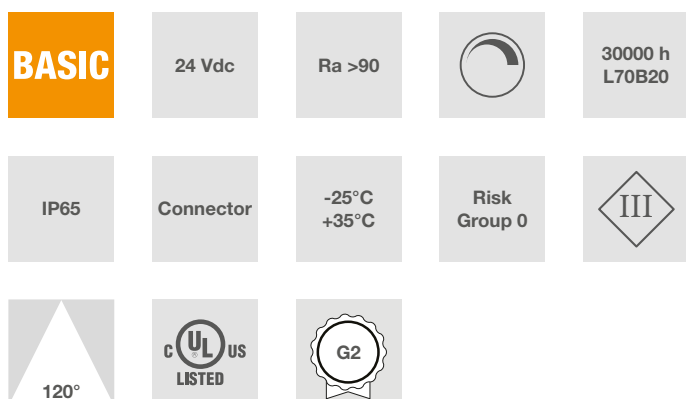 BASIC
24 Vdc
Ra >90
30000 h
L70B20
IP65
Connector
-25°C
+35°C
Risk
Group 0
III
120°
C UL US
®
LISTED
G2